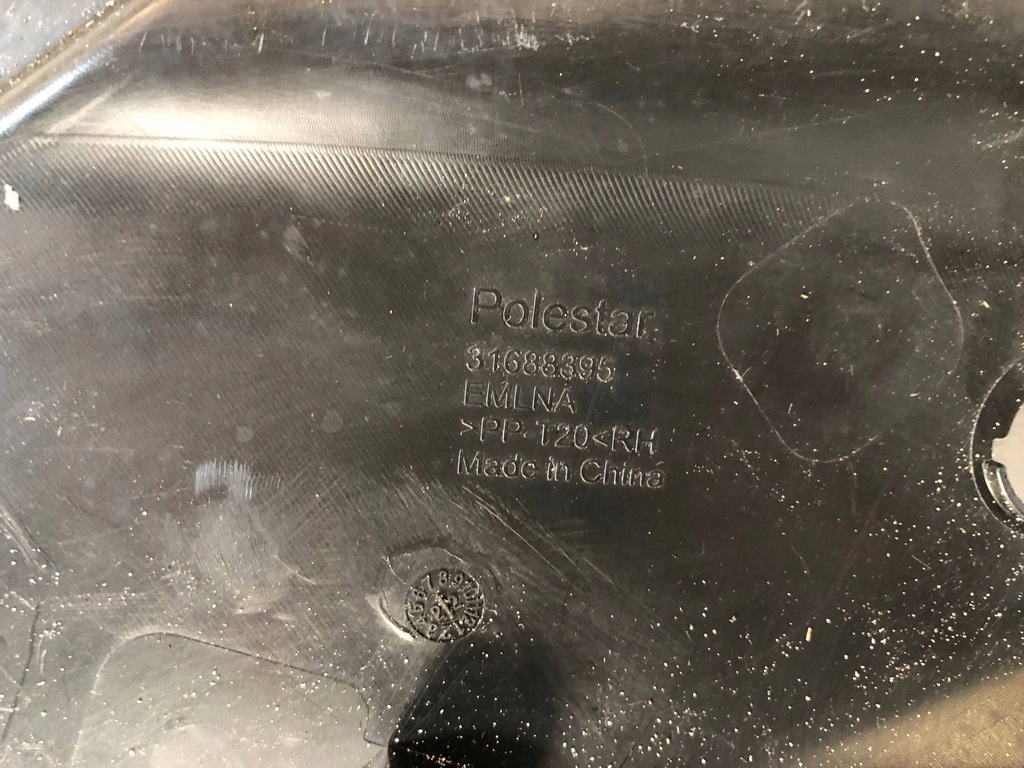 Polestar
31688395
EMLNA
>PP-T20<RH
Made in China